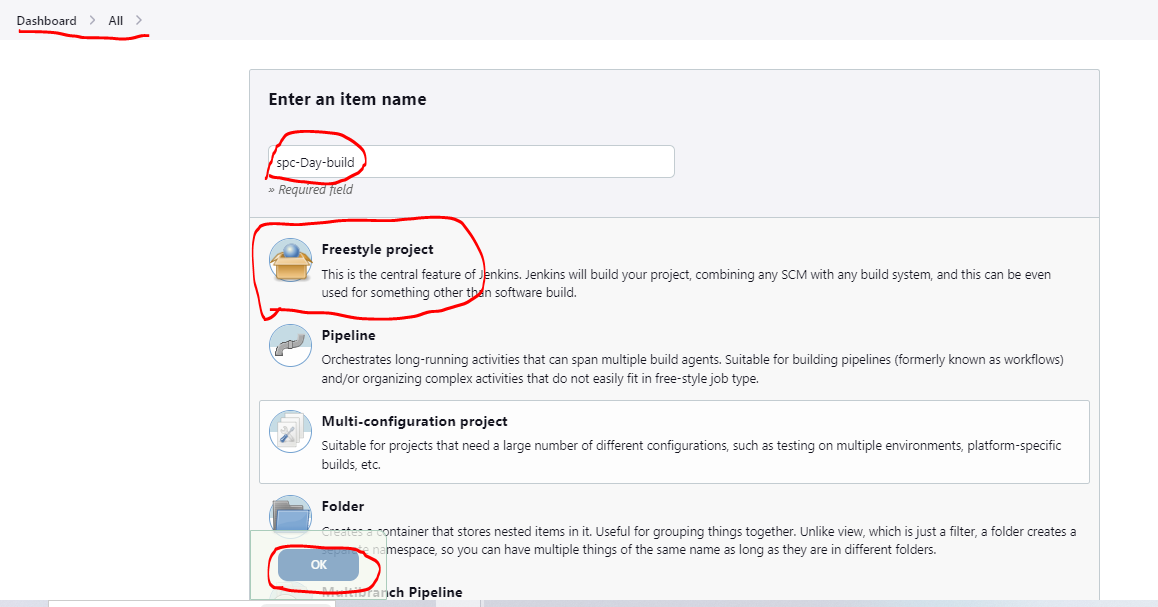 Dashboard > All >
Enter an item name
spc-Day-build
» Required field
Freestyle project
This is the central feature of Jenkins. Jenkins will build your project, combining any SCM with any build system, and this can be even
used for something other than software build.
Pipeline
Orchestrates long-running activities that can span multiple build agents. Suitable for building pipelines (formerly known as workflows)
and/or organizing complex activities that do not easily fit in free-style job type.
Multi-configuration project
Suitable for projects that need a large number of different configurations, such as testing on multiple environments, platform-specific
builds, etc.
Folder
Creates a container that stores nested items in it. Useful for grouping things together. Unlike view, which is just a filter, a folder creates a
separate namespace, so you can have multiple things of the same name as long as they are in different folders.
OK
Multibranch Pipeline